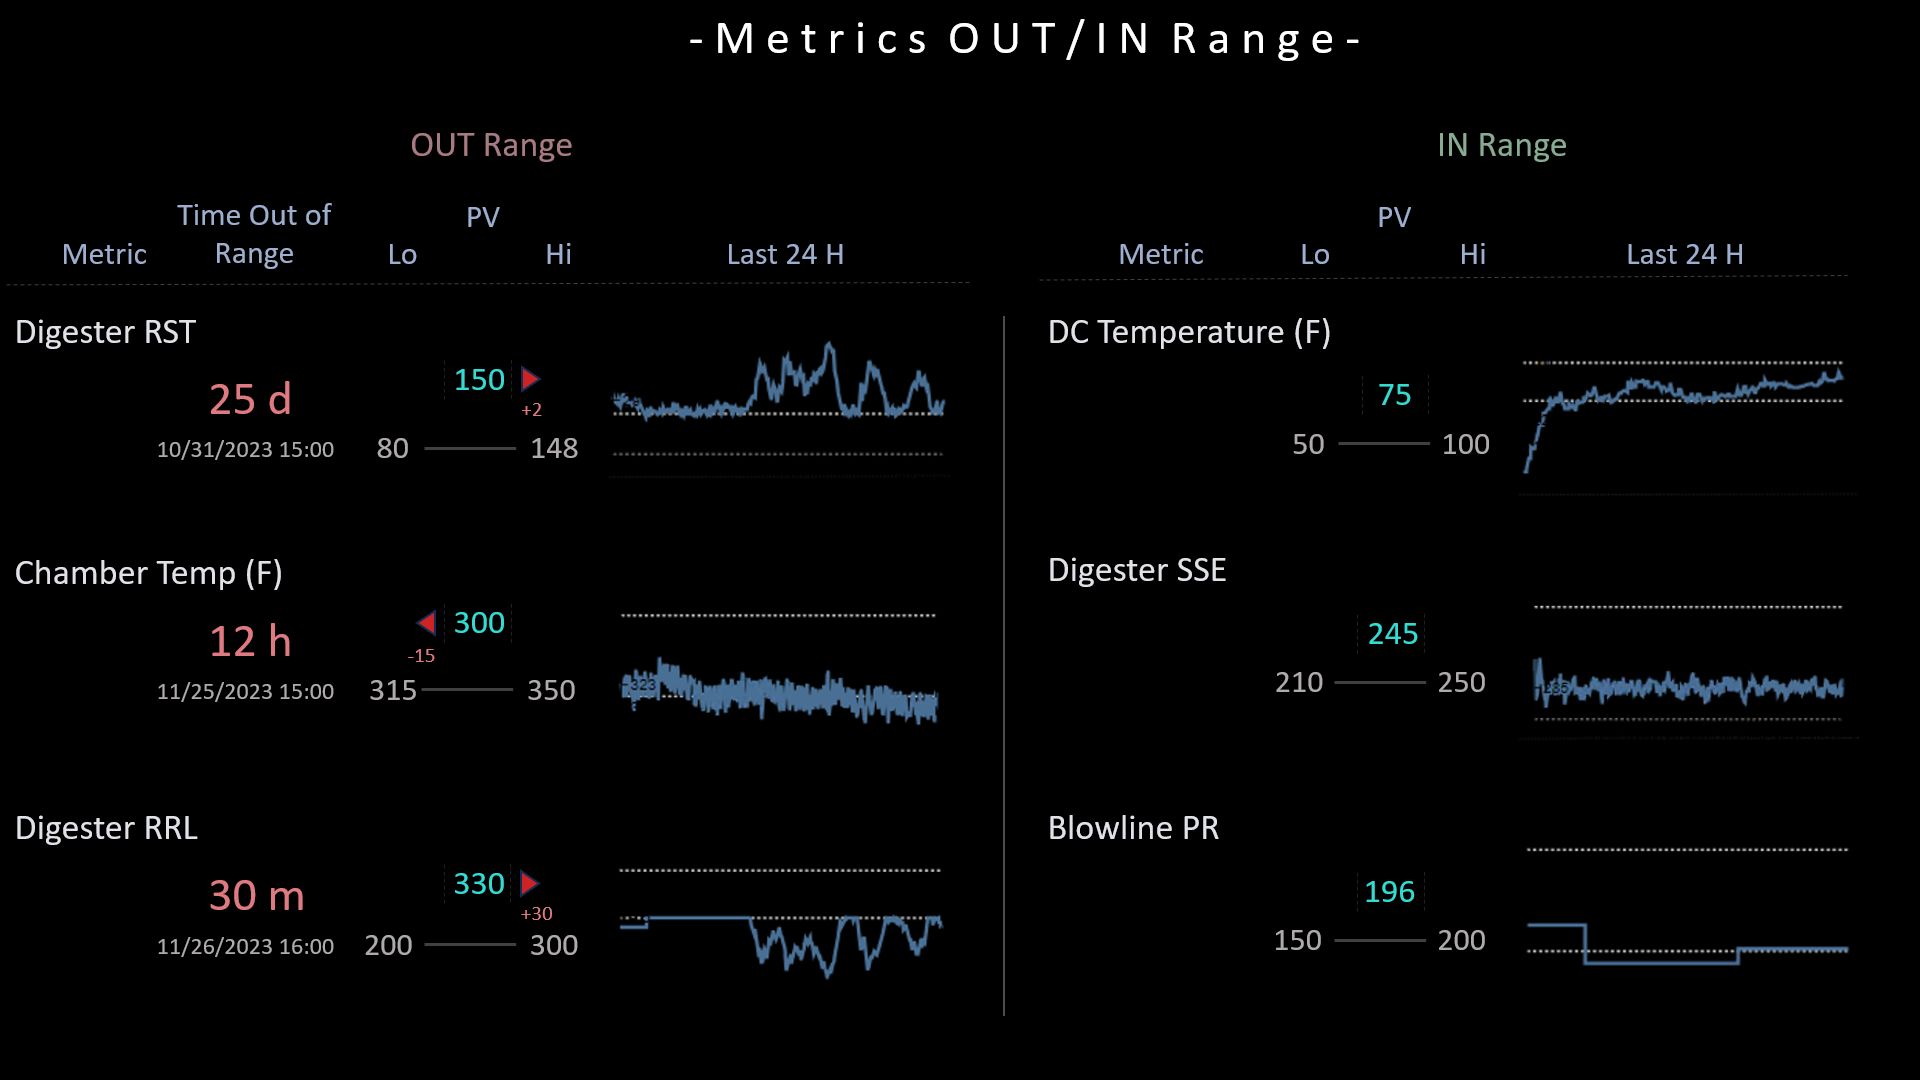 -Metrics OUT/IN Range-
OUT Range
Time Out of
Range
Metric
PV
Lo
Hi
Last 24 H
Digester RST
25 d
10/31/2023 15:00
150
+2
80
148
Chamber Temp (F)
12 h
11/25/2023 15:00
300
-15
315
350
323
Digester RRL
30 m
11/26/2023 16:00
330
+30
200
300
IN Range
PV
Metric
Lo
Hi
Last 24 H
DC Temperature (F)
75
50
100
Digester SSE
245
210
250
Blowline PR
196
150
200